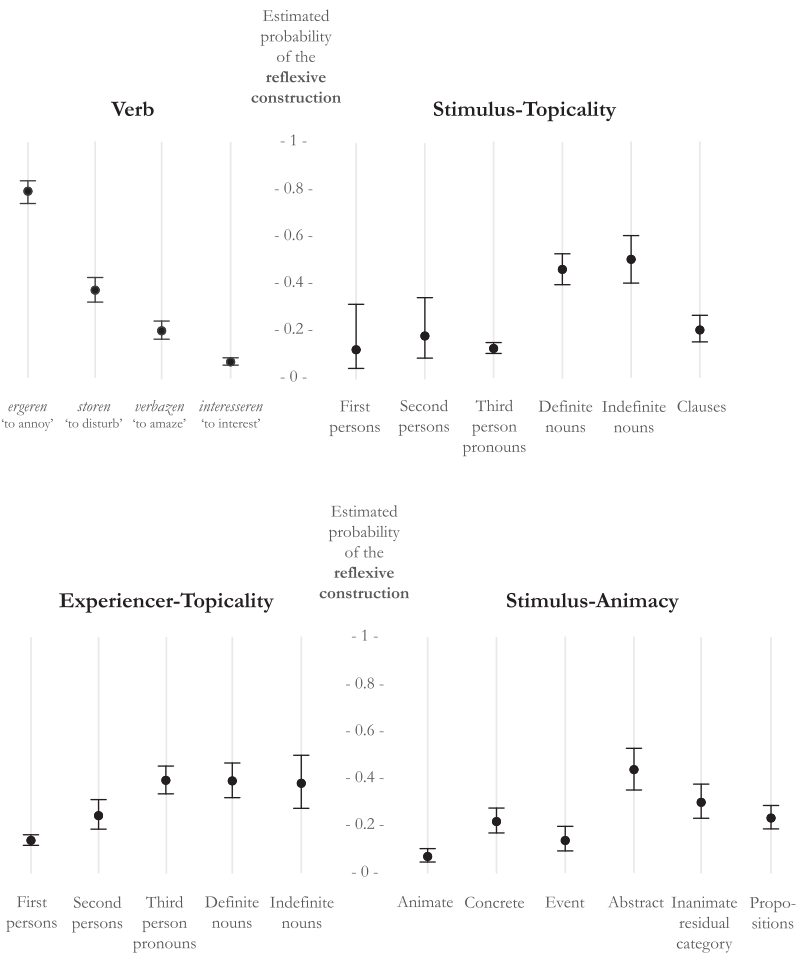 Estimated
probability
of the
reflexive
construction
Verb
Stimulus-Topicality
- 1 -
- 0.8 -
- 0.6 -
- 0.4 -
- 0.2 -
- 0 -
ergeren storen verbazen interesseren
‘to annoy’ ‘to disturb’ ‘to amaze’ ‘to interest’
First Second Third Definite Indefinite Clauses
persons persons person nouns nouns
pronouns
Estimated
probability
of the
reflexive
construction
Experiencer-Topicality
Stimulus-Animacy
- 1 -
- 0.8 -
- 0.6 -
- 0.4 -
- 0.2 -
- 0 -
First Second Third Definite Indefinite
persons persons person nouns nouns
pronouns
Animate Concrete Event Abstract Inanimate Propo-
residual sitions
category